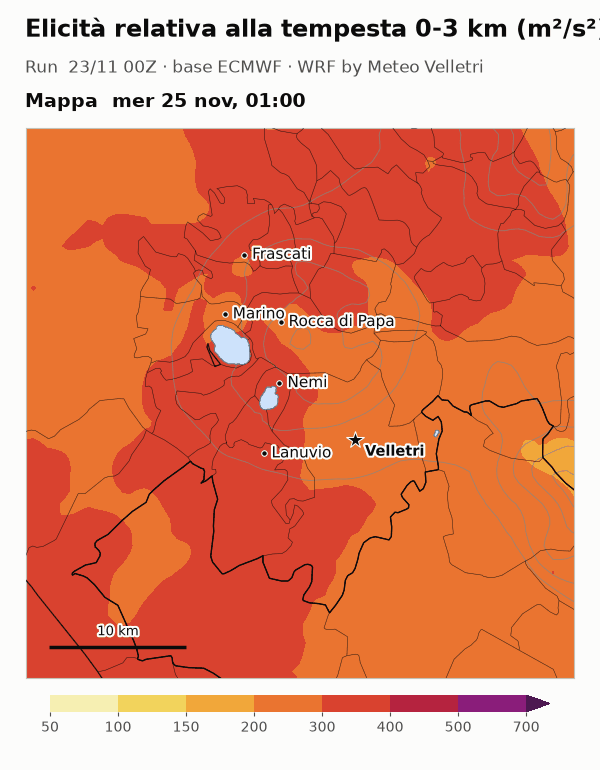 Elicità relativa alla tempesta 0-3 km (m²/s²)
Run 23/11 00Z · base ECMWF · WRF by Meteo Velletri
Mappa mer 25 nov, 01:00
Frascati
Marino
Rocca di Papa
Nemi
Velletri
Lanuvio
10 km
50 100 150 200 300 400 500 700